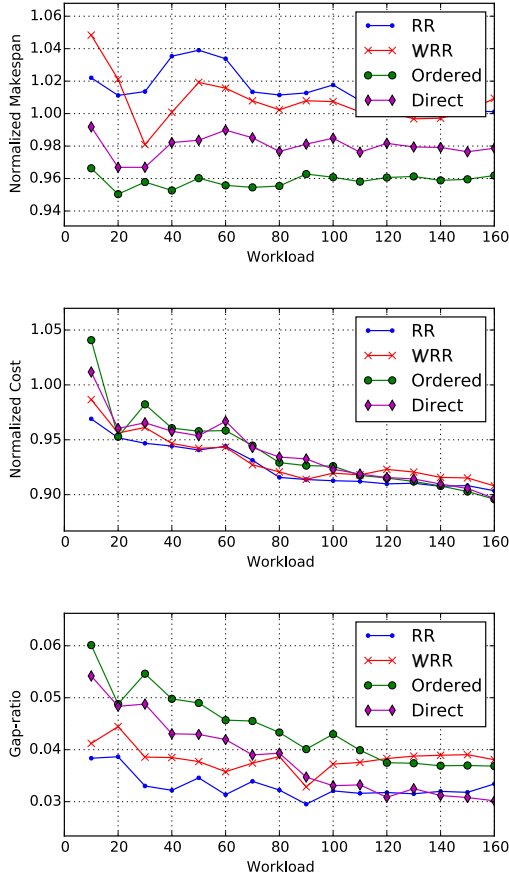 1.06
1.04
1.02
1.00
0.98
0.96
0.94
Normalized Makespan
RR
WRR
Ordered
Direct
0 20 40 60 80 100 120 140 160
Workload
1.05
1.00
0.95
0.90
Normalized Cost
RR
WRR
Ordered
Direct
0 20 40 60 80 100 120 140 160
Workload
0.06
0.05
0.04
0.03
Gap-ratio
RR
WRR
Ordered
Direct
0 20 40 60 80 100 120 140 160
Workload